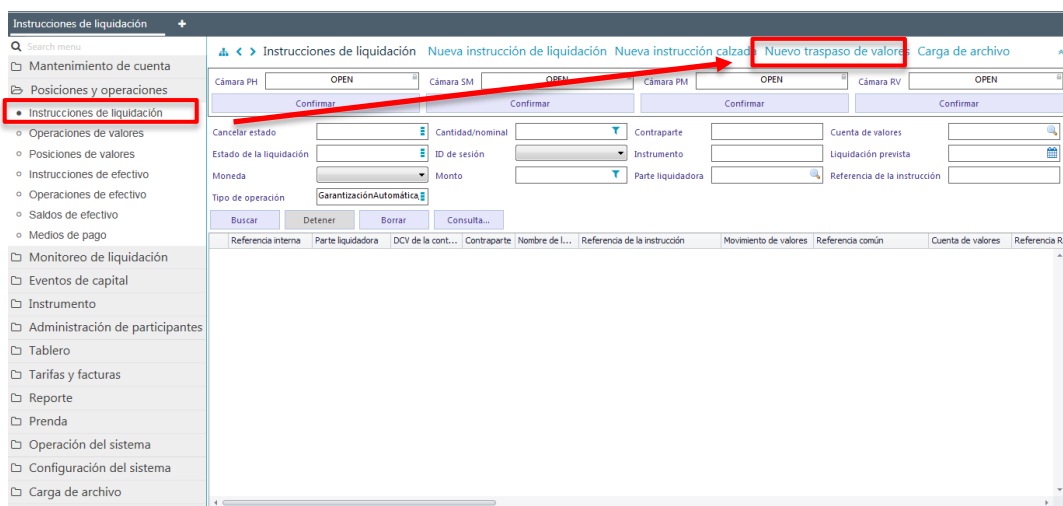 Instrucciones de liquidación +
Search menu
Mantenimiento de cuenta
Posiciones y operaciones
Instrucciones de liquidación
Operaciones de valores
Posiciones de valores
Instrucciones de efectivo
Operaciones de efectivo
Saldos de efectivo
Medios de pago
Monitoreo de liquidación
Eventos de capital
Instrumento
Administración de participantes
Tablero
Tarifas y facturas
Reporte
Prenda
Operación del sistema
Configuración del sistema
Carga de archivo
Instrucciones de liquidación Nueva instrucción de liquidación Nueva instrucción calzada Nuevo traspaso de valores Carga de archivo
Cámara PH OPEN Cámara SM OPEN Cámara PM OPEN Cámara RV OPEN
Confirmar Confirmar Confirmar Confirmar
Cancelar estado Cantidad/nominal Contraparte Cuenta de valores
Estado de la liquidación ID de sesión Instrumento Liquidación prevista
Moneda Monto Parte liquidadora Referencia de la instrucción
Tipo de operación GarantizaciónAutomática,
Buscar Detener Borrar Consulta...
Referencia interna Parte liquidadora DCV de la cont... Contraparte Nombre de l... Referencia de la instrucción Movimiento de valores Referencia común Cuenta de valores Referencia R